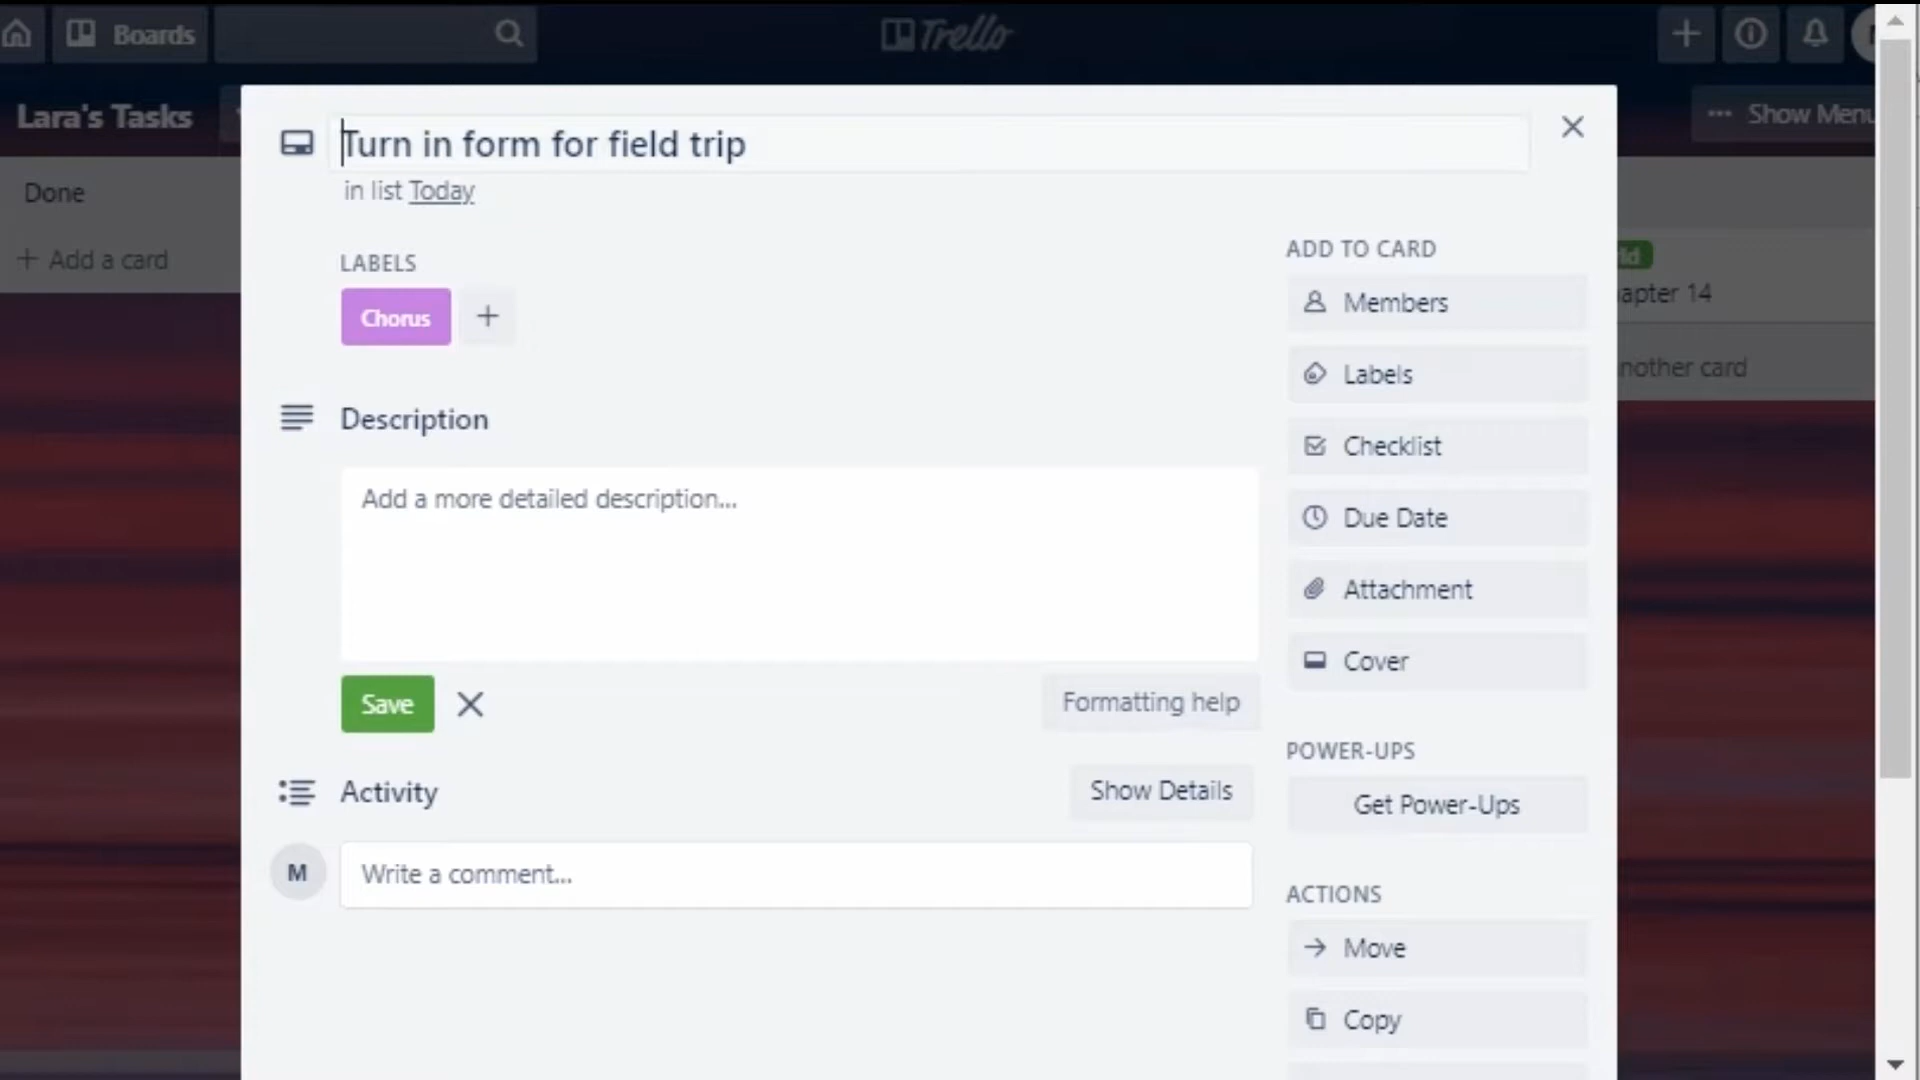 Boards
Trello
Lara's Tasks
Show Menu
Done
+ Add a card
Turn in form for field trip
in list Today
LABELS
Chorus
+
Description
Add a more detailed description...
Save
Formatting help
Activity
Show Details
M
Write a comment...
ADD TO CARD
Members
Labels
Checklist
Due Date
Attachment
Cover
POWER-UPS
Get Power-Ups
ACTIONS
Move
Copy
ld
apter 14
nother card